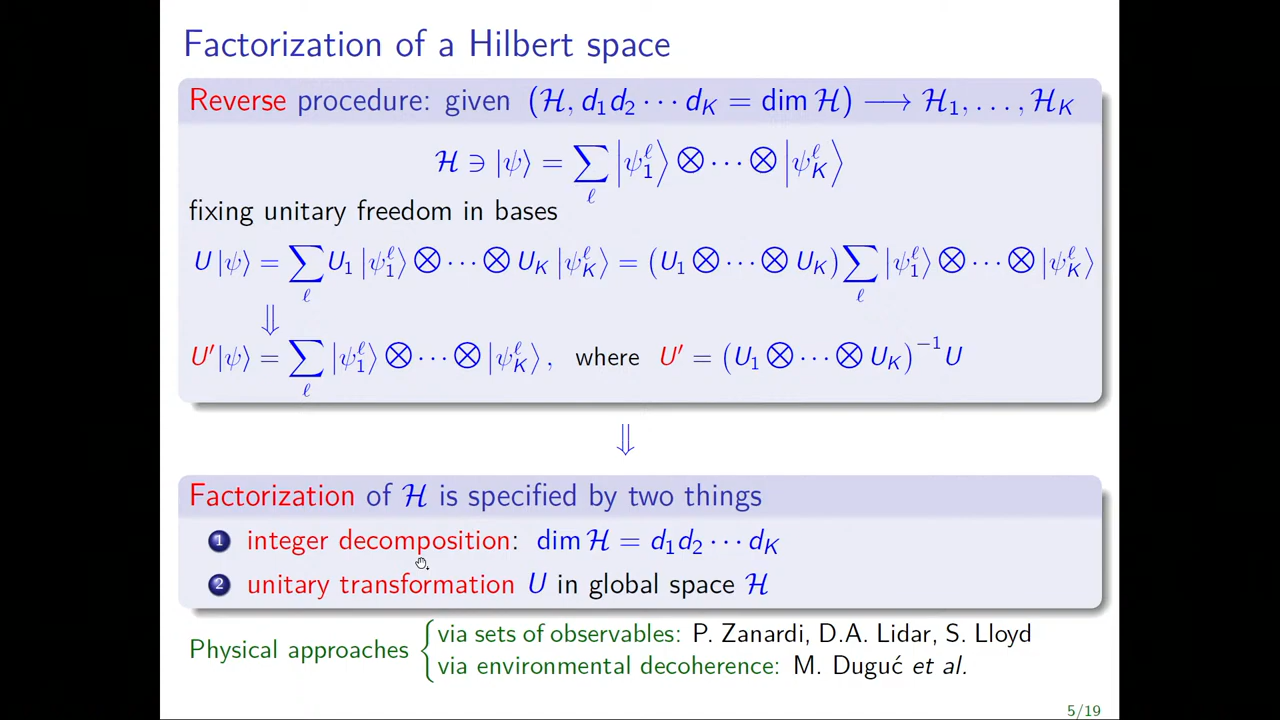 Factorization of a Hilbert space
Reverse procedure: given (ℋ, d₁d₂ ⋯ d_K = dim ℋ) ⟶ ℋ₁, …, ℋ_K
ℋ ∋ |ψ⟩ = ∑_ℓ |ψ₁^ℓ⟩ ⊗ ⋯ ⊗ |ψ_K^ℓ⟩
fixing unitary freedom in bases
U |ψ⟩ = ∑_ℓ U₁ |ψ₁^ℓ⟩ ⊗ ⋯ ⊗ U_K |ψ_K^ℓ⟩ = (U₁ ⊗ ⋯ ⊗ U_K) ∑_ℓ |ψ₁^ℓ⟩ ⊗ ⋯ ⊗ |ψ_K^ℓ⟩
⇓
U′|ψ⟩ = ∑_ℓ |ψ₁^ℓ⟩ ⊗ ⋯ ⊗ |ψ_K^ℓ⟩, where U′ = (U₁ ⊗ ⋯ ⊗ U_K)⁻¹ U
⇓
Factorization of ℋ is specified by two things
1 integer decomposition: dim ℋ = d₁d₂ ⋯ d_K
2 unitary transformation U in global space ℋ
Physical approaches { via sets of observables: P. Zanardi, D.A. Lidar, S. Lloyd
via environmental decoherence: M. Duguć et al.
5/19